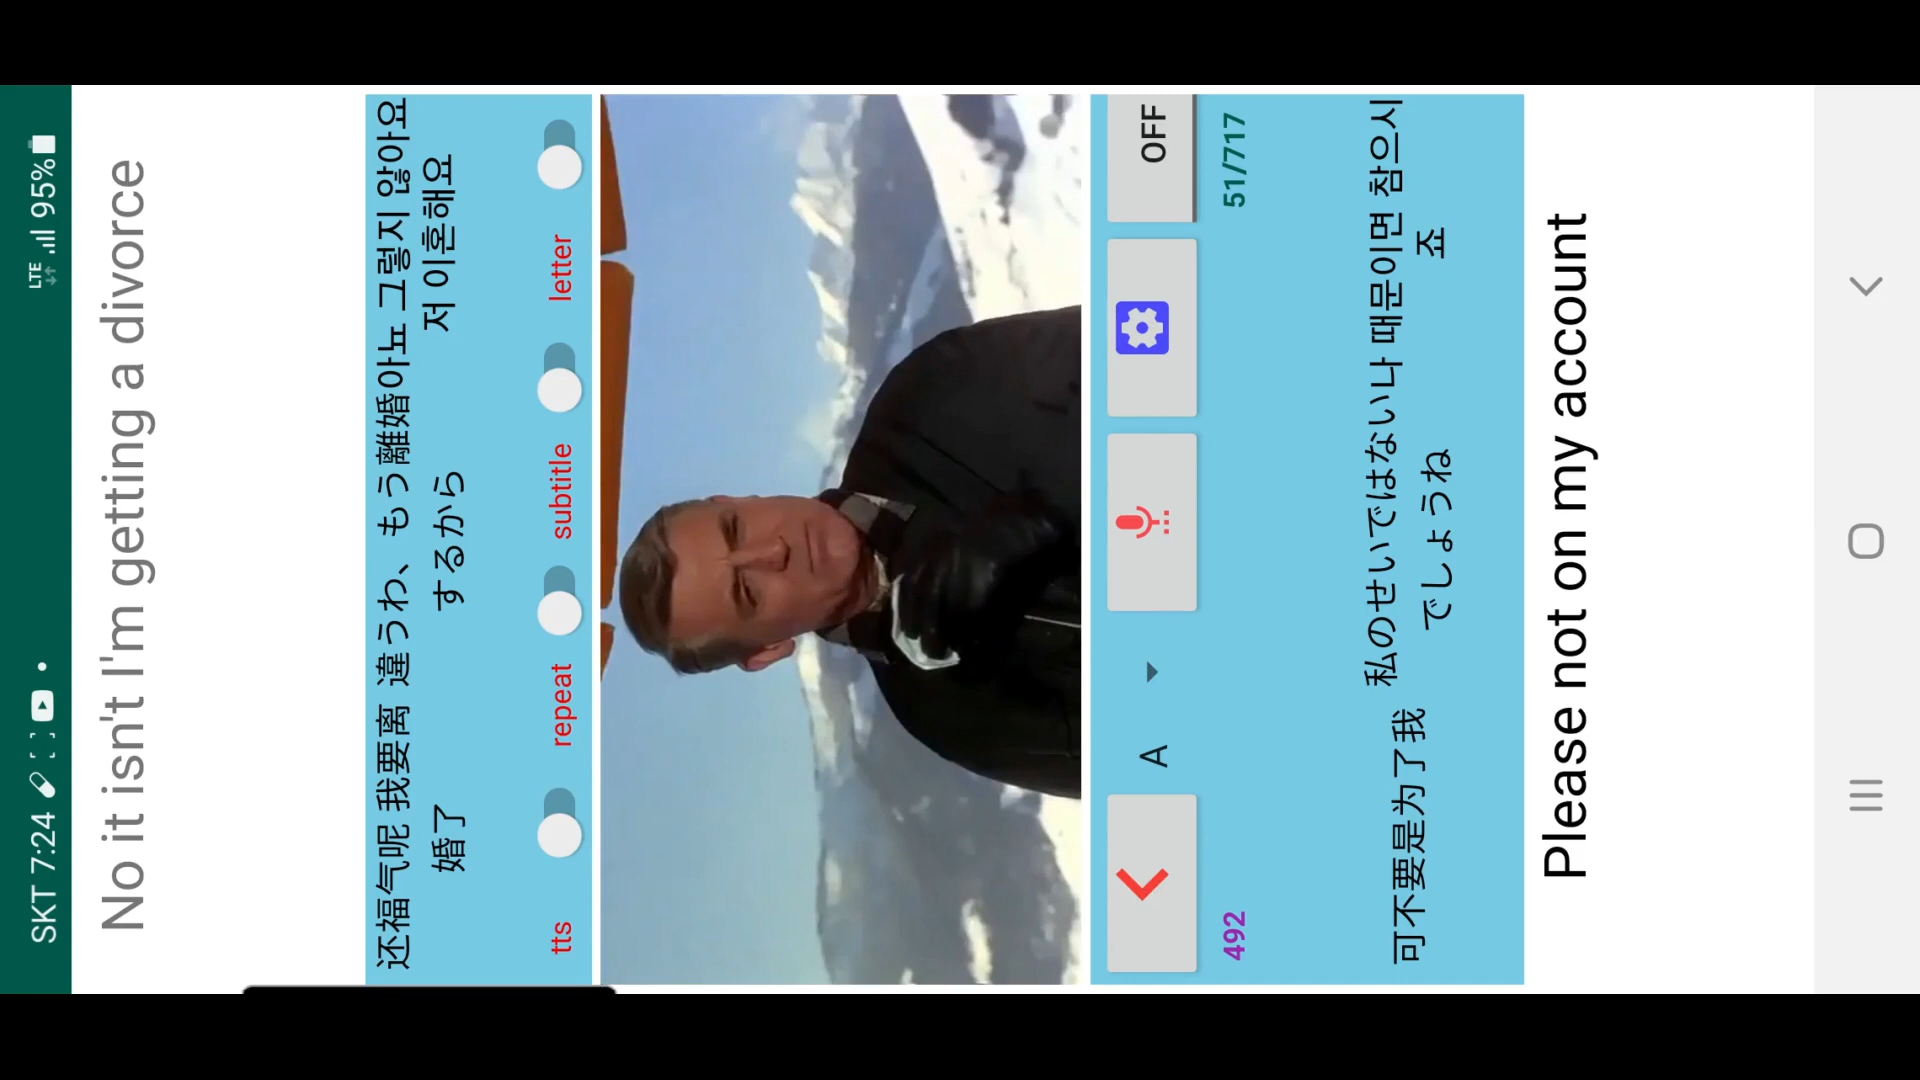 SKT 7:24 LTE 95%
No it isn't I'm getting a divorce
还福气呢 我要离
婚了
違うわ、もう離婚
するから
아뇨 그렇지 않아요
저 이혼해요
tts repeat subtitle letter
A OFF
492 51/717
可不要是为了我
私のせいではない
でしょうね
나 때문이면 참으시
죠
Please not on my account